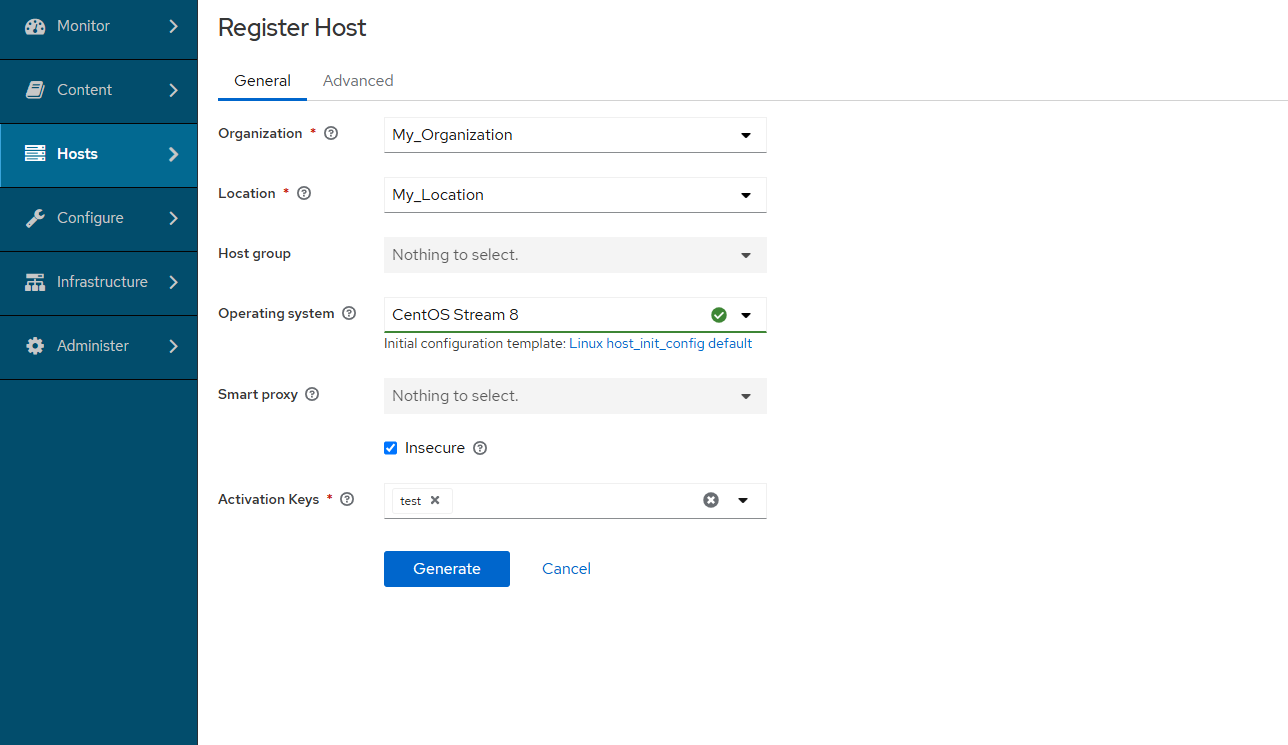 Monitor
Content
Hosts
Configure
Infrastructure
Administer
Register Host
General Advanced
Organization * My_Organization
Location * My_Location
Host group Nothing to select.
Operating system CentOS Stream 8
Initial configuration template: Linux host_init_config default
Smart proxy Nothing to select.
Insecure
Activation Keys * test
Generate Cancel